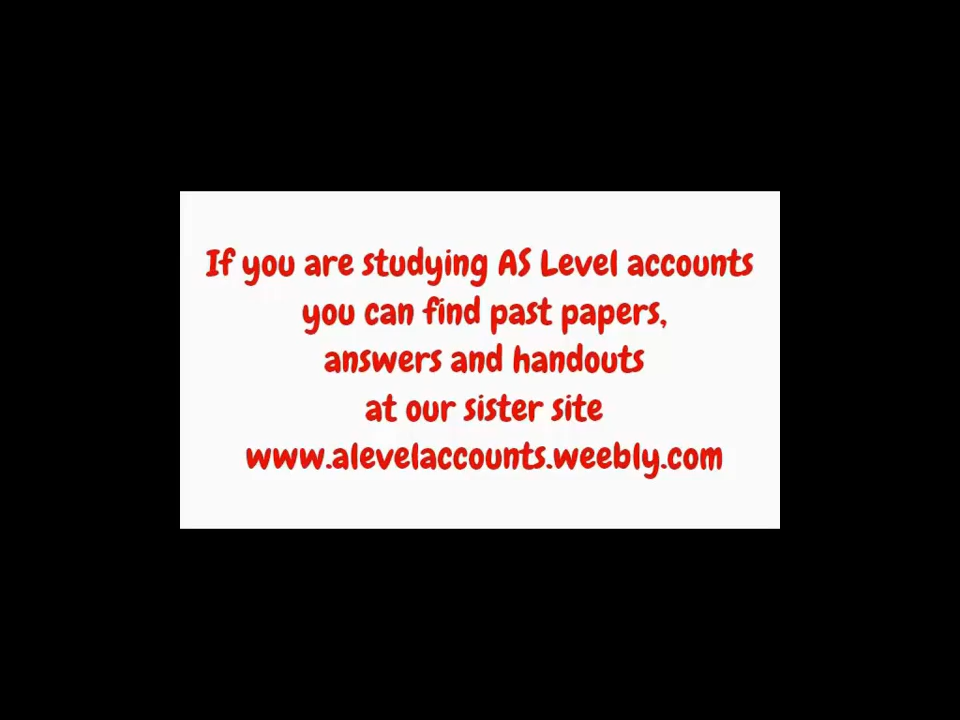 If you are studying AS Level accounts
you can find past papers,
answers and handouts
at our sister site
www.alevelaccounts.weebly.com